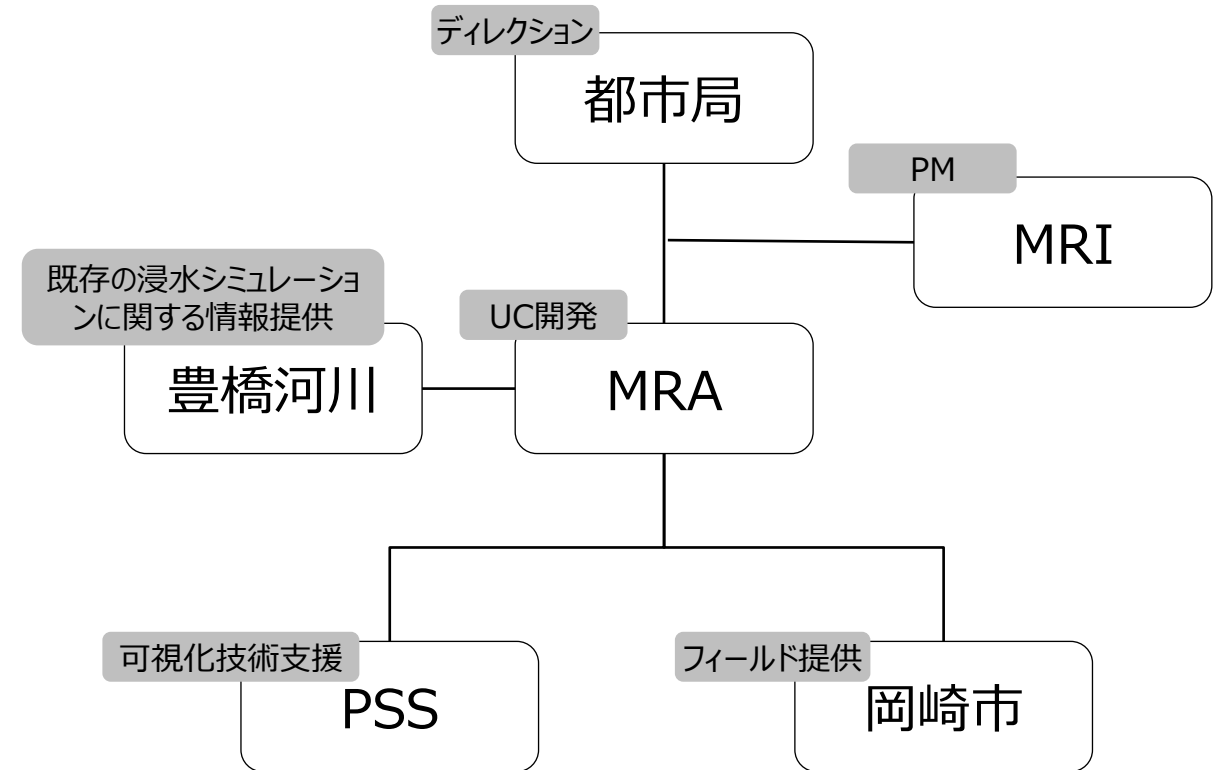 ディレクション
都市局
PM
MRI
既存の浸水シミュレーショ
ンに関する情報提供
豊橋河川
UC開発
MRA
可視化技術支援
PSS
フィールド提供
岡崎市